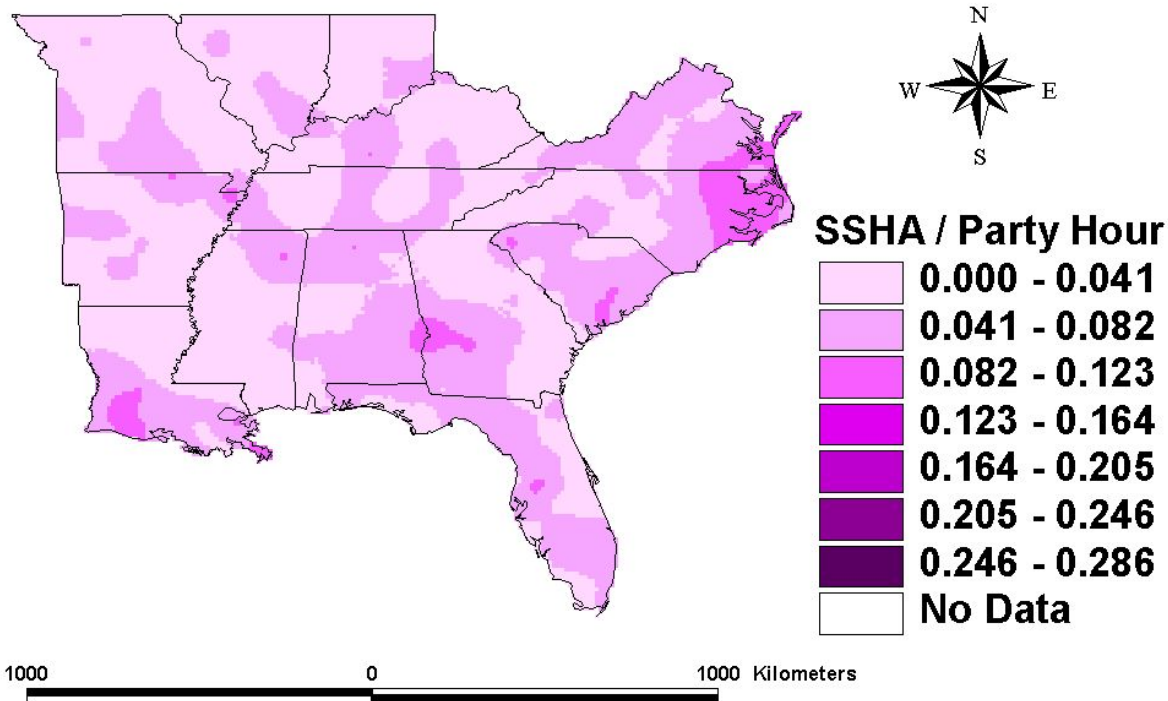 N
W E
S
SSHA / Party Hour
0.000 - 0.041
0.041 - 0.082
0.082 - 0.123
0.123 - 0.164
0.164 - 0.205
0.205 - 0.246
0.246 - 0.286
No Data
1000 0 1000 Kilometers